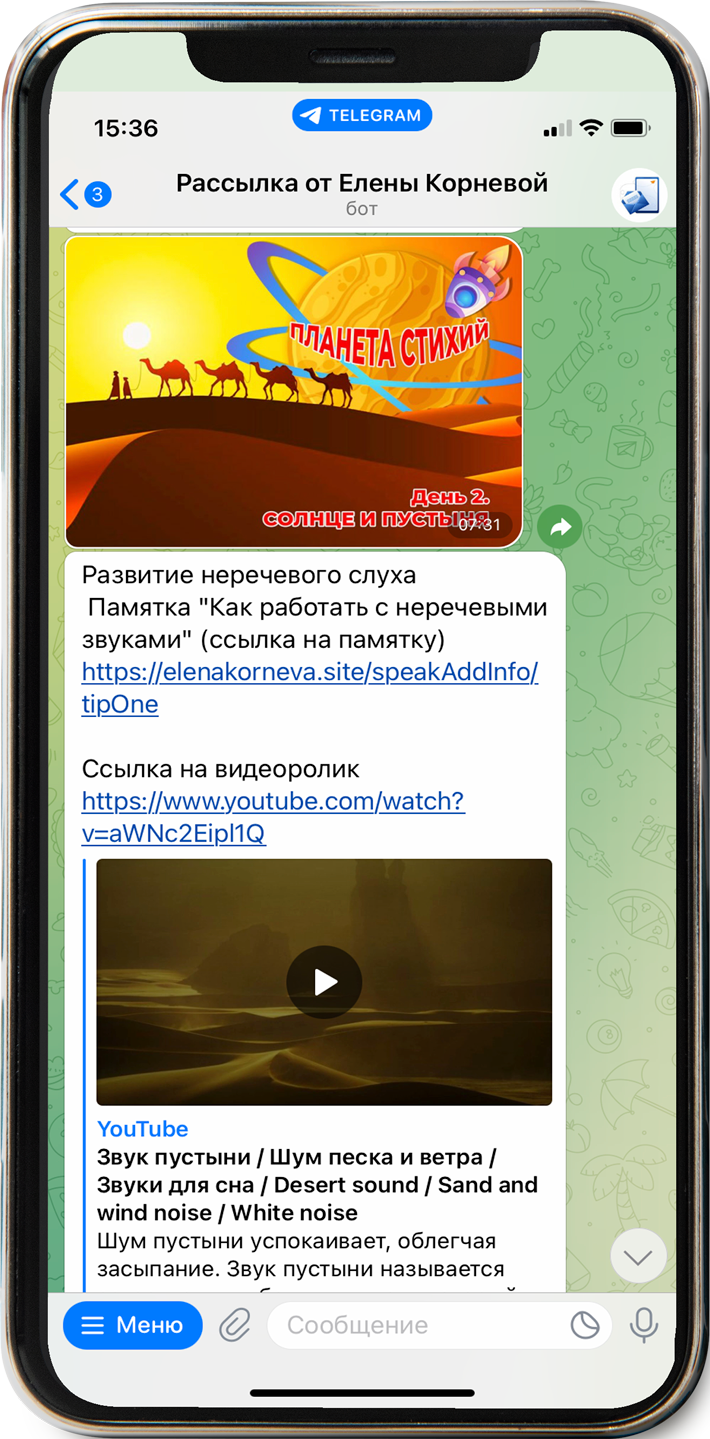 15:36
TELEGRAM
3
Рассылка от Елены Корневой
бот
ПЛАНЕТА СТИХИЙ
День 2.
СОЛНЦЕ И ПУСТЫНЯ
07:31
Развитие неречевого слуха
Памятка "Как работать с неречевыми
звуками" (ссылка на памятку)
https://elenakorneva.site/speakAddInfo/
tipOne
Ссылка на видеоролик
https://www.youtube.com/watch?
v=aWNc2Eipl1Q
YouTube
Звук пустыни / Шум песка и ветра /
Звуки для сна / Desert sound / Sand and
wind noise / White noise
Шум пустыни успокаивает, облегчая
засыпание. Звук пустыни называется
Меню
Сообщение